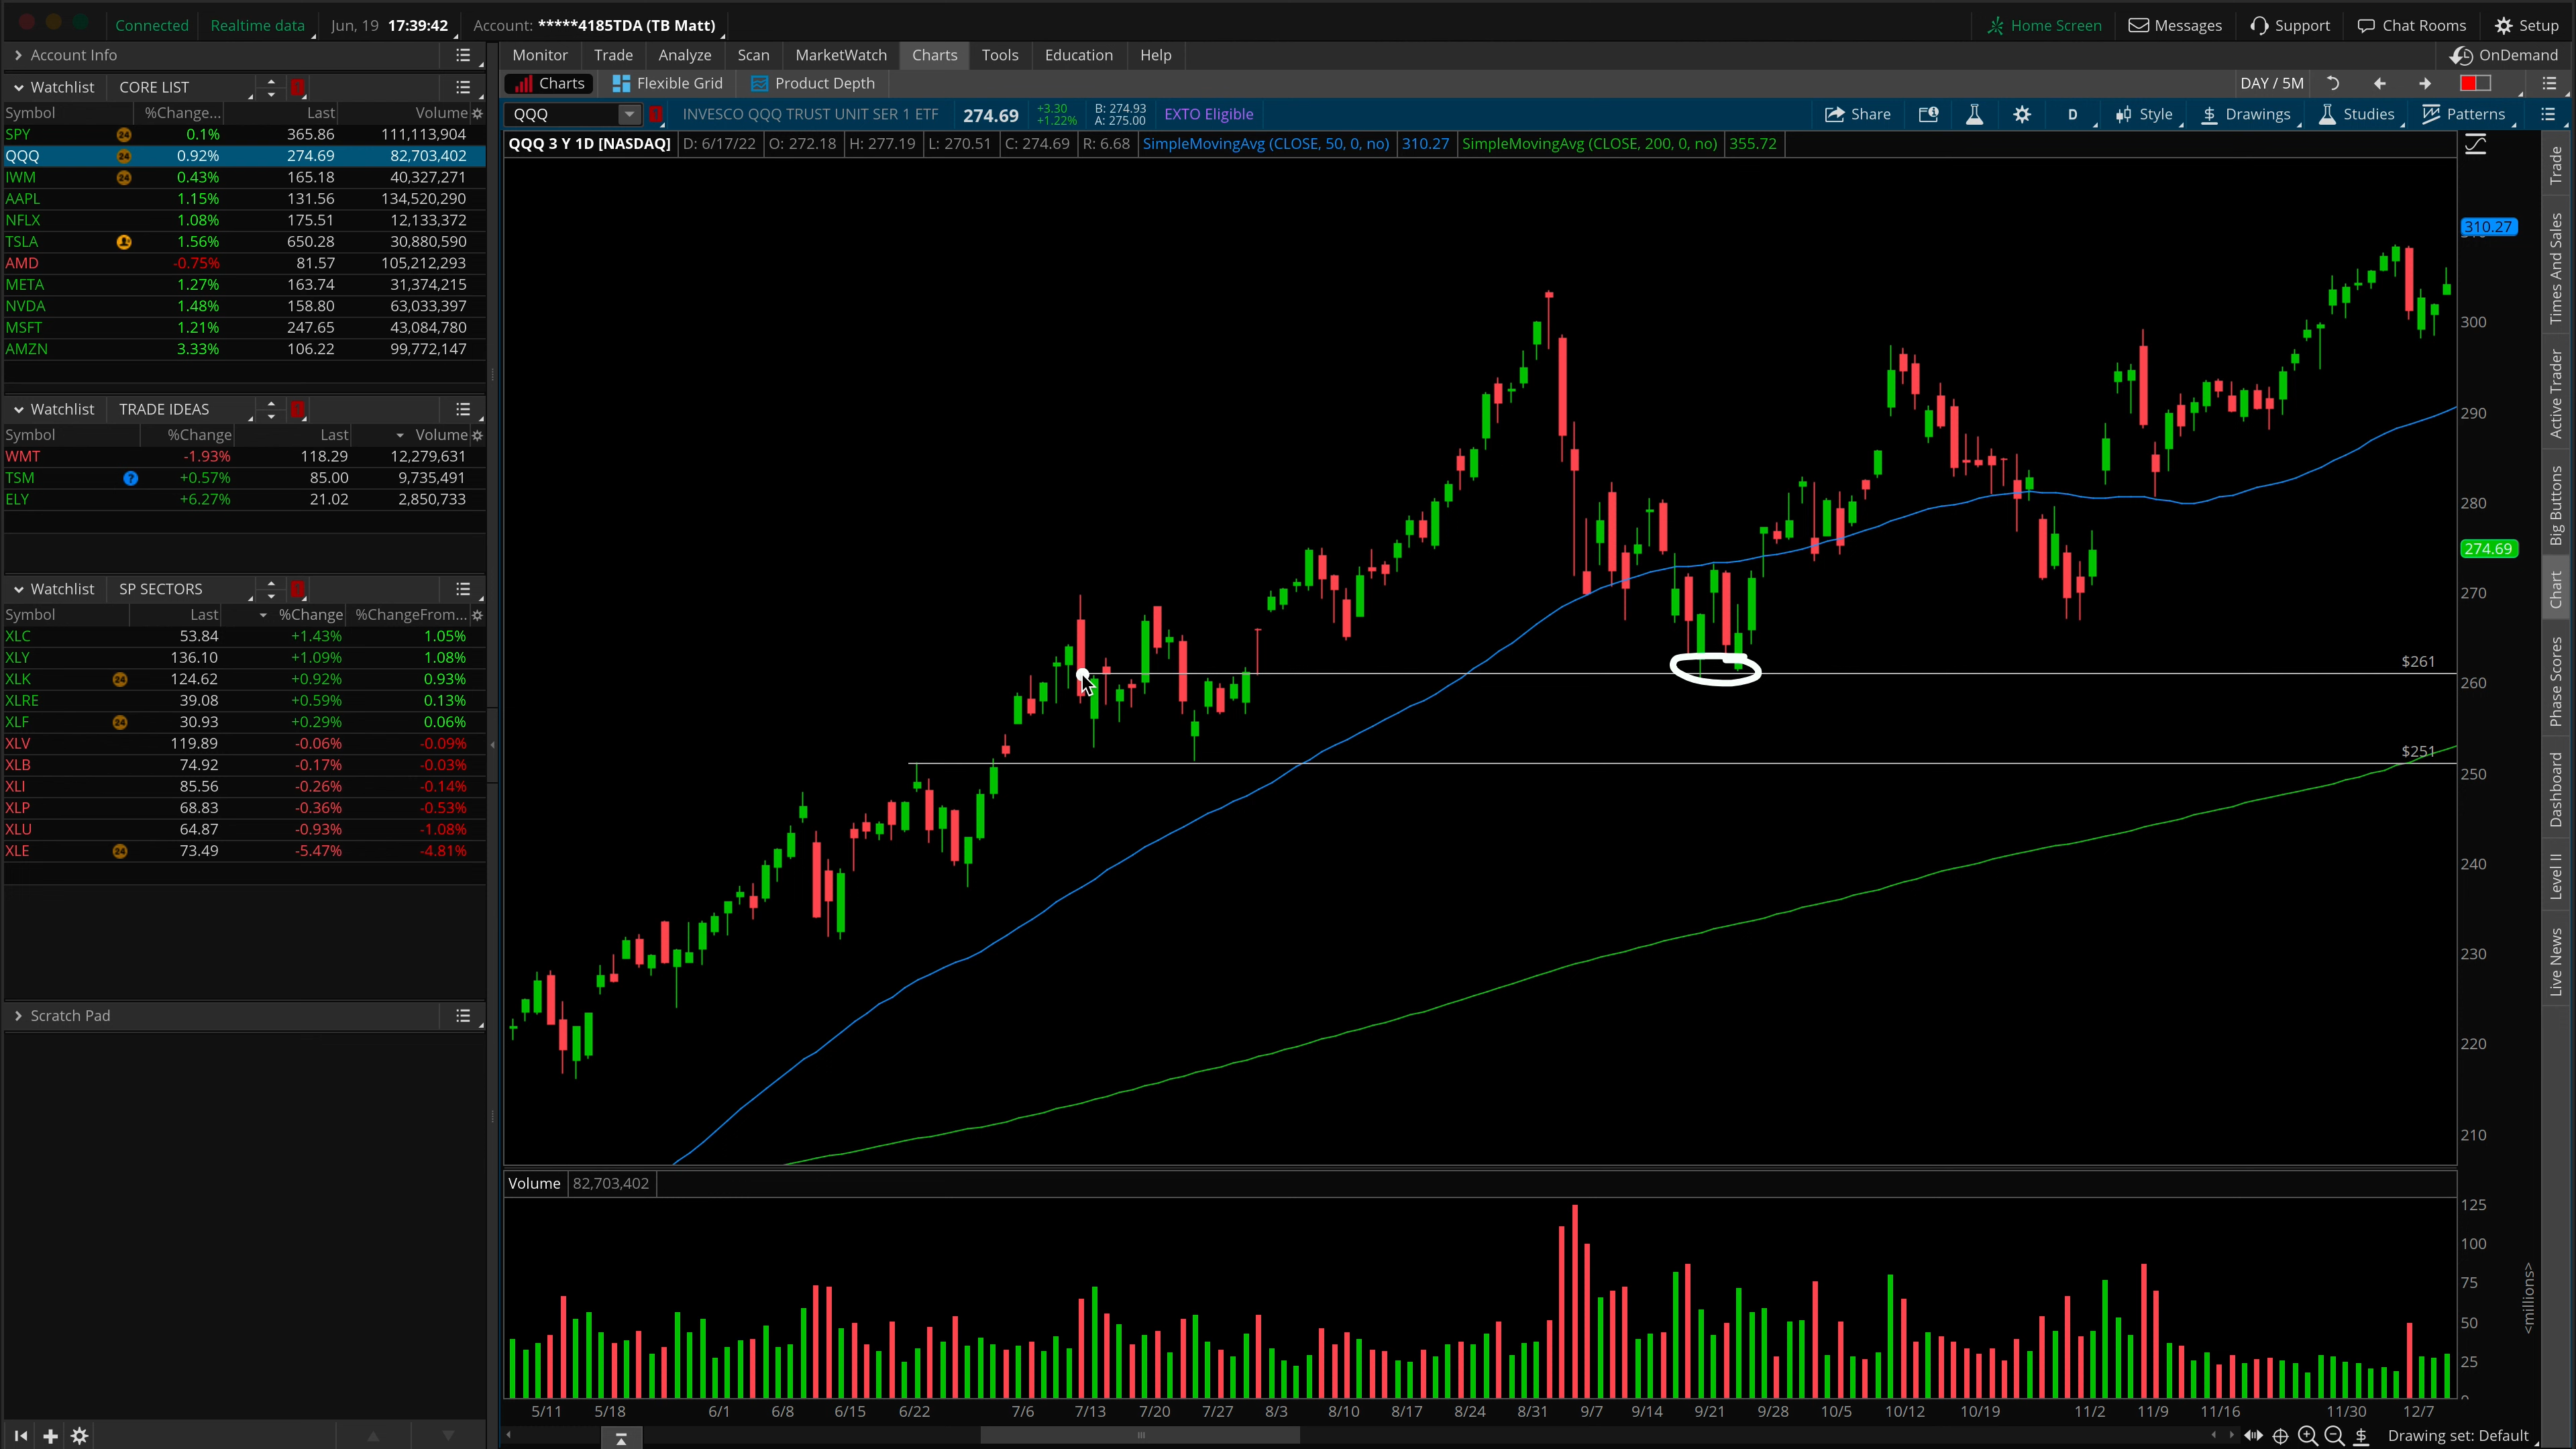 Connected Realtime data Jun, 19 17:39:42 Account: *****4185TDA (TB Matt) Home Screen Messages Support Chat Rooms Setup
Account Info
Monitor Trade Analyze Scan MarketWatch Charts Tools Education Help OnDemand
Charts Flexible Grid Product Depth DAY / 5M
QQQ INVESCO QQQ TRUST UNIT SER 1 ETF 274.69 +3.30 +1.22% B: 274.93 A: 275.00 EXTO Eligible Share D Style Drawings Studies Patterns
QQQ 3 Y 1D [NASDAQ] D: 6/17/22 O: 272.18 H: 277.19 L: 270.51 C: 274.69 R: 6.68 SimpleMovingAvg (CLOSE, 50, 0, no) 310.27 SimpleMovingAvg (CLOSE, 200, 0, no) 355.72
Watchlist CORE LIST
Symbol %Change... Last Volume
SPY 24 0.1% 365.86 111,113,904
QQQ 24 0.92% 274.69 82,703,402
IWM 24 0.43% 165.18 40,327,271
AAPL 1.15% 131.56 134,520,290
NFLX 1.08% 175.51 12,133,372
TSLA 1.56% 650.28 30,880,590
AMD -0.75% 81.57 105,212,293
META 1.27% 163.74 31,374,215
NVDA 1.48% 158.80 63,033,397
MSFT 1.21% 247.65 43,084,780
AMZN 3.33% 106.22 99,772,147
Watchlist TRADE IDEAS
Symbol %Change Last Volume
WMT -1.93% 118.29 12,279,631
TSM ? +0.57% 85.00 9,735,491
ELY +6.27% 21.02 2,850,733
Watchlist SP SECTORS
Symbol Last %Change %ChangeFrom...
XLC 53.84 +1.43% 1.05%
XLY 136.10 +1.09% 1.08%
XLK 24 124.62 +0.92% 0.93%
XLRE 39.08 +0.59% 0.13%
XLF 24 30.93 +0.29% 0.06%
XLV 119.89 -0.06% -0.09%
XLB 74.92 -0.17% -0.03%
XLI 85.56 -0.26% -0.14%
XLP 68.83 -0.36% -0.53%
XLU 64.87 -0.93% -1.08%
XLE 24 73.49 -5.47% -4.81%
Scratch Pad
310.27
300
290
280
274.69
270
$261
260
$251
250
240
230
220
210
Volume 82,703,402
125
100
75
50
25
<millions>
5/11 5/18 6/1 6/8 6/15 6/22 7/6 7/13 7/20 7/27 8/3 8/10 8/17 8/24 8/31 9/7 9/14 9/21 9/28 10/5 10/12 10/19 11/2 11/9 11/16 11/30 12/7
Drawing set: Default
Trade
Times And Sales
Active Trader
Big Buttons
Chart
Phase Scores
Dashboard
Level II
Live News